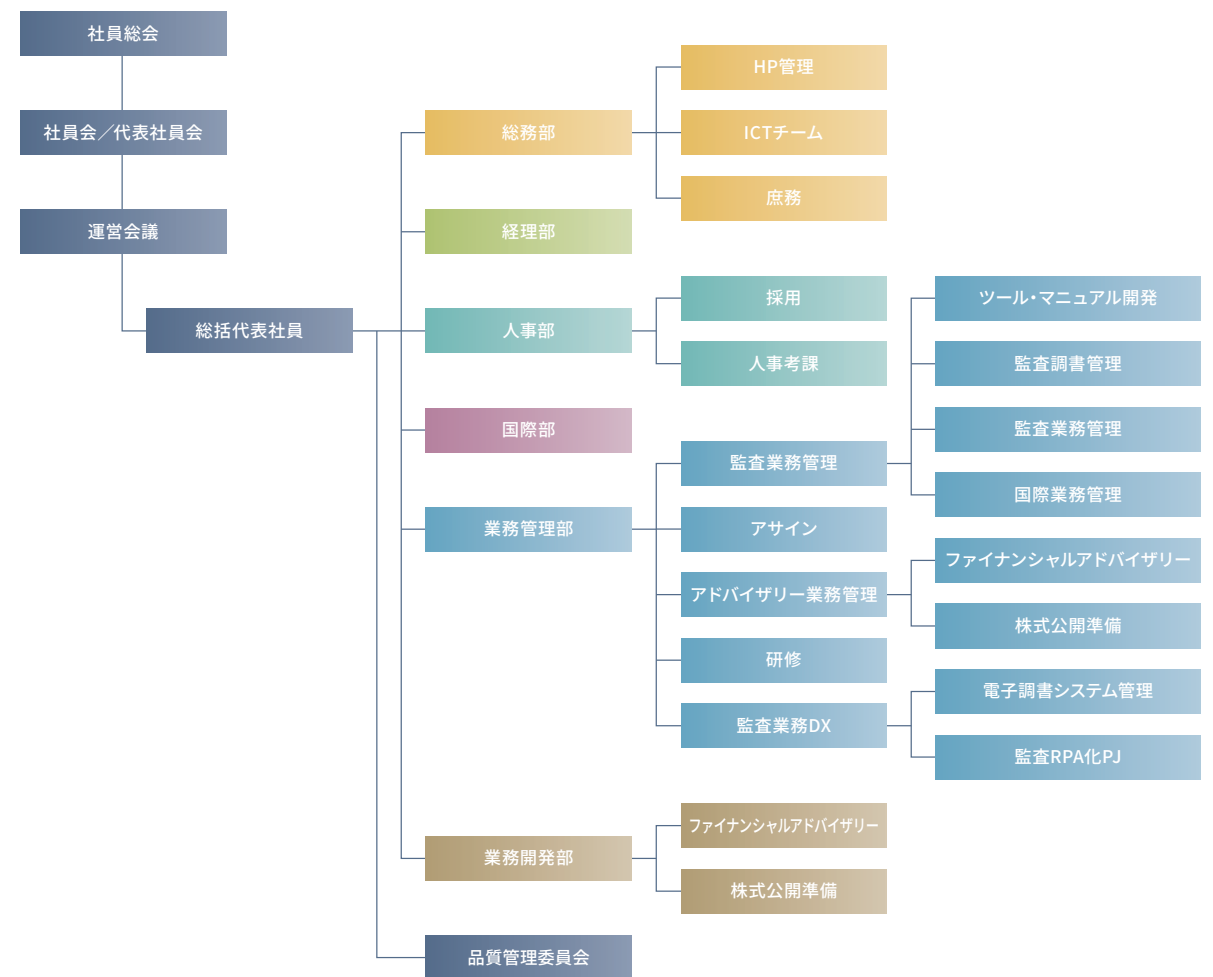 社員総会
社員会／代表社員会
運営会議
総括代表社員
総務部
HP管理
ICTチーム
庶務
経理部
人事部
採用
人事考課
国際部
業務管理部
監査業務管理
ツール・マニュアル開発
監査調書管理
監査業務管理
国際業務管理
アサイン
アドバイザリー業務管理
ファイナンシャルアドバイザリー
株式公開準備
研修
監査業務DX
電子調書システム管理
監査RPA化PJ
業務開発部
ファイナンシャルアドバイザリー
株式公開準備
品質管理委員会